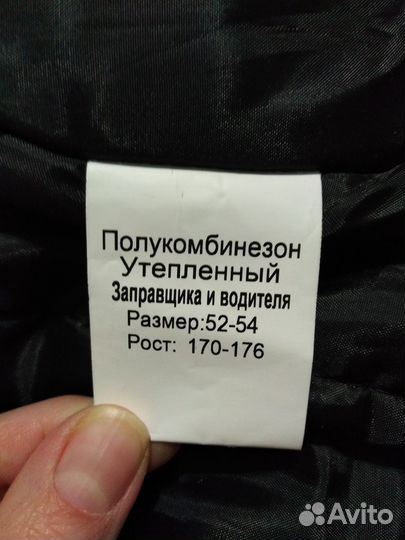 Полукомбинезон
Утепленный
Заправщика и водителя
Размер:52-54
Рост: 170-176
Avito